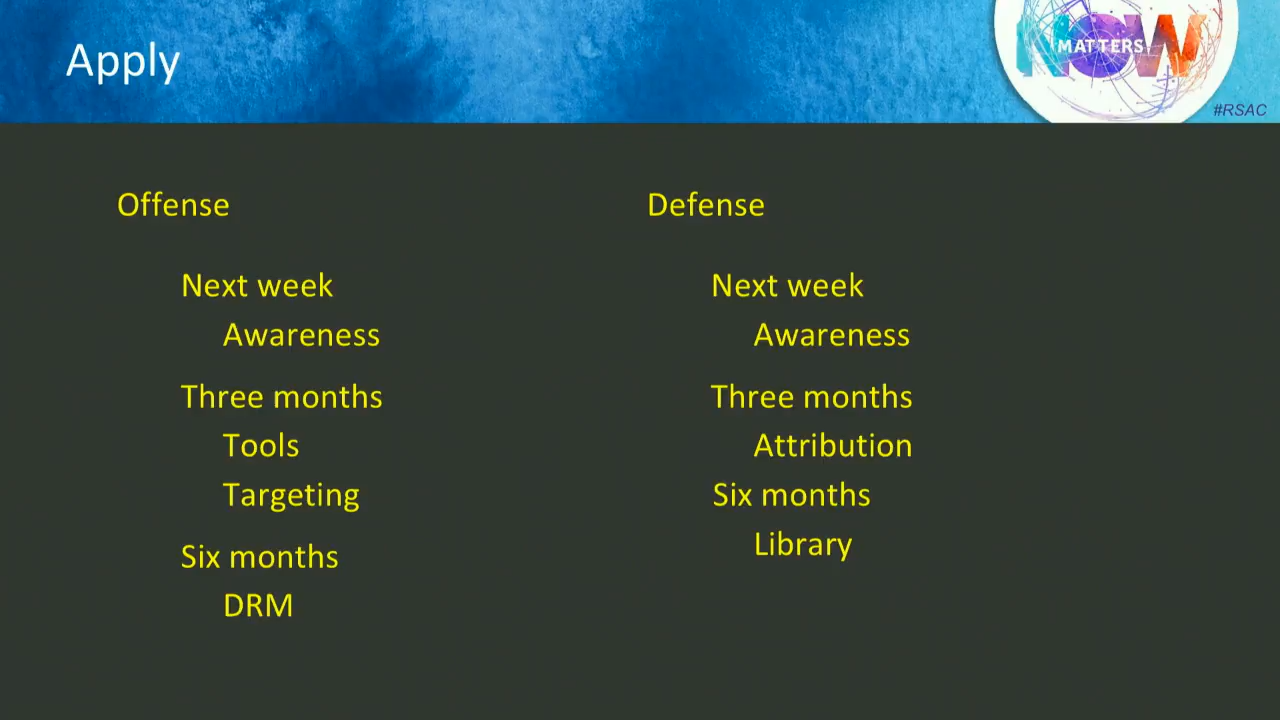 Apply
NOW
MATTERS
#RSAC
Offense
Next week
Awareness
Three months
Tools
Targeting
Six months
DRM
Defense
Next week
Awareness
Three months
Attribution
Six months
Library